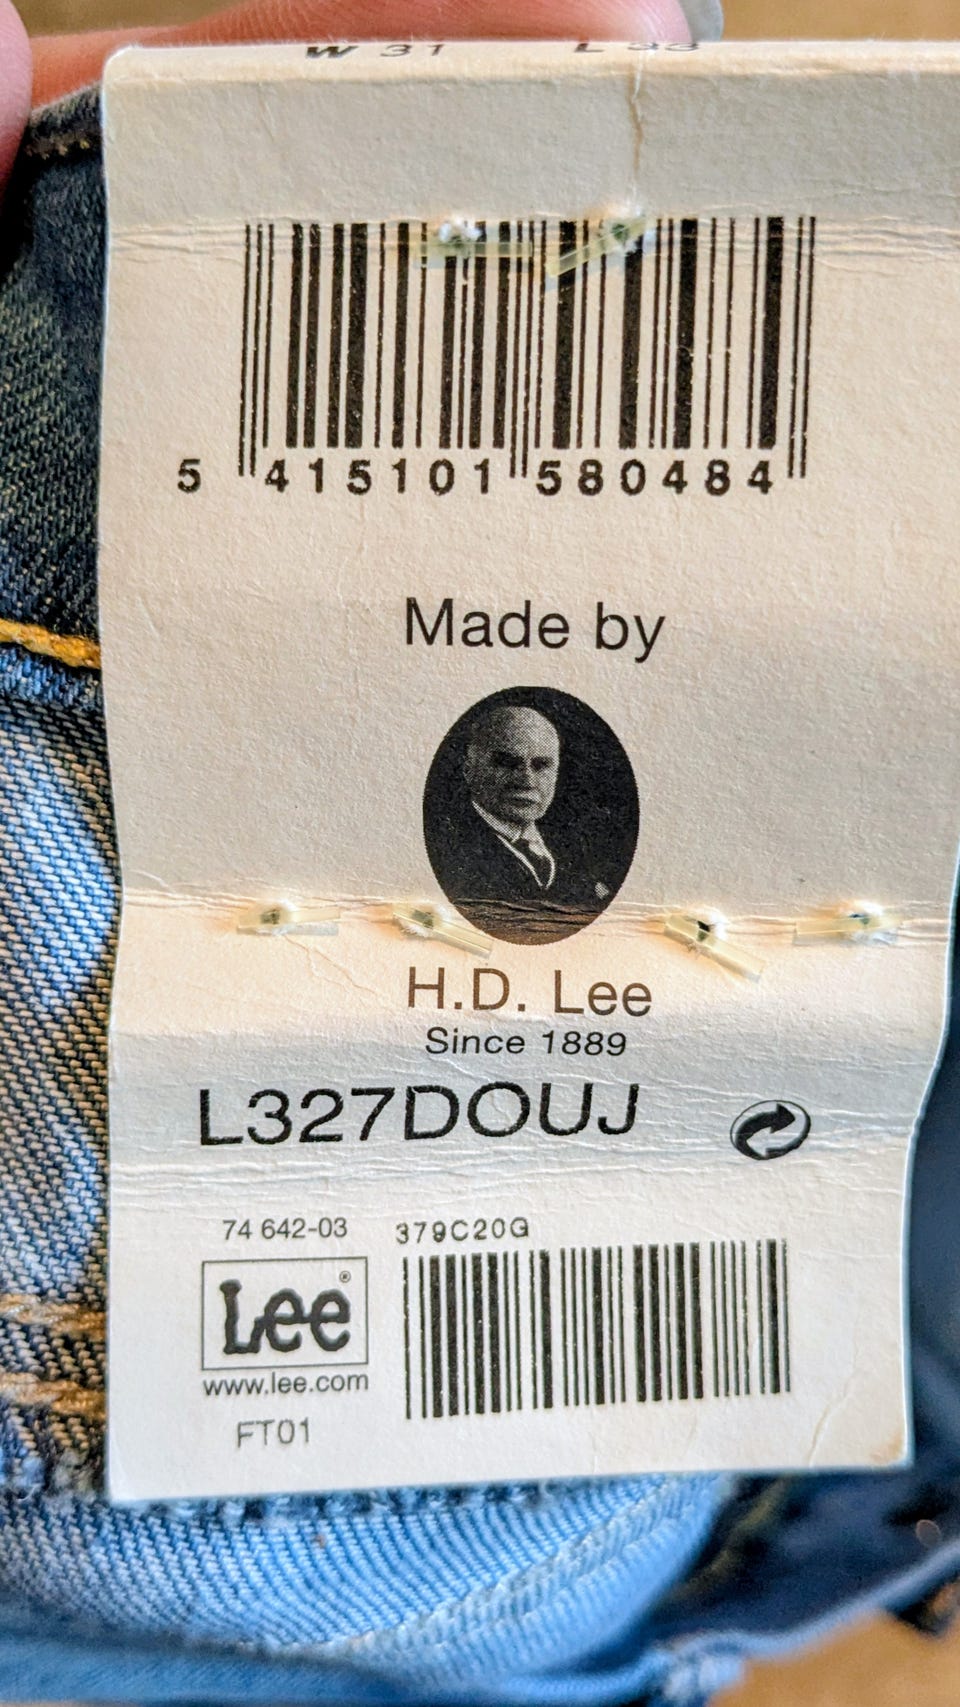 W 31 L 33
5 415101 580484
Made by
H.D. Lee
Since 1889
L327DOUJ
74 642-03 379C20G
Lee®
www.lee.com
FT01